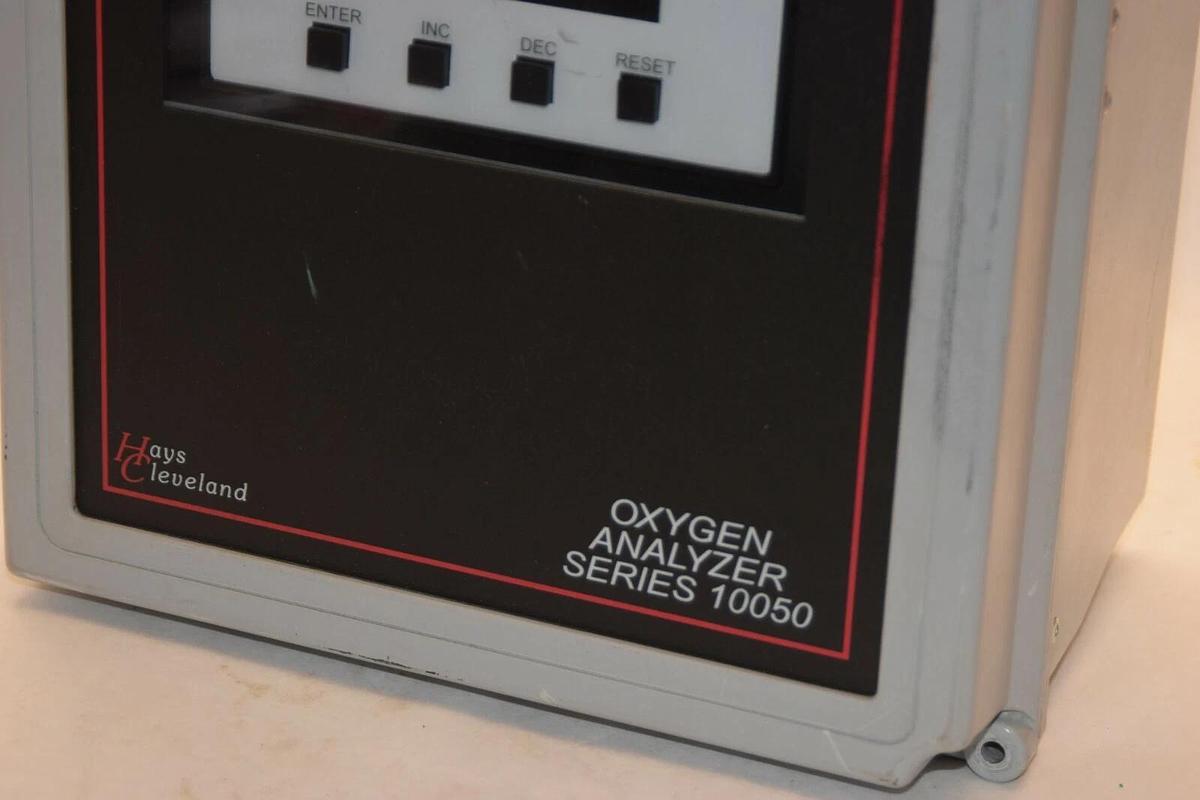 ENTER INC DEC RESET
Hays
Cleveland
OXYGEN
ANALYZER
SERIES 10050